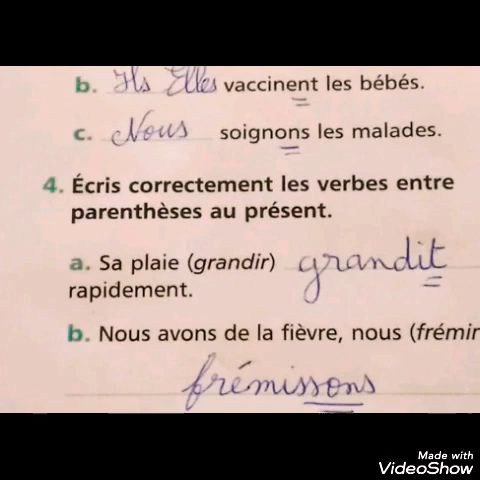 b. Ils Elles vaccinent les bébés.
c. Nous soignons les malades.
4. Écris correctement les verbes entre
parenthèses au présent.
a. Sa plaie (grandir) grandit
rapidement.
b. Nous avons de la fièvre, nous (frémir
frémissons
Made with
VideoShow